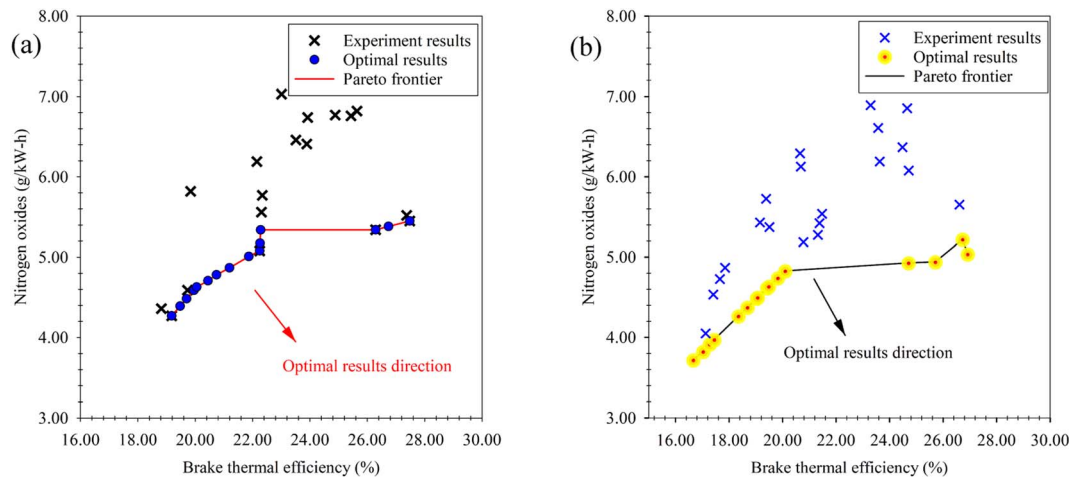 (a)
8.00
7.00
6.00
5.00
4.00
3.00
Nitrogen oxides (g/kW-h)
Experiment results
Optimal results
Pareto frontier
Optimal results direction
16.00 18.00 20.00 22.00 24.00 26.00 28.00 30.00
Brake thermal efficiency (%)
(b)
8.00
7.00
6.00
5.00
4.00
3.00
Nitrogen oxides (g/kW-h)
Experiment results
Optimal results
Pareto frontier
Optimal results direction
16.00 18.00 20.00 22.00 24.00 26.00 28.00 30.00
Brake thermal efficiency (%)